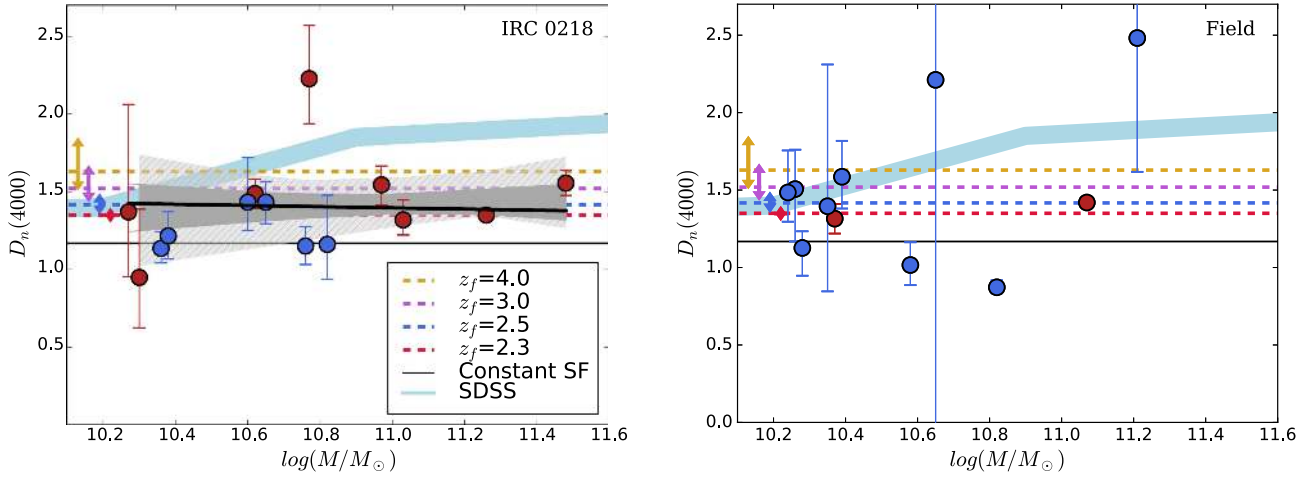 IRC 0218
2.5
2.0
1.5
1.0
0.5
D_n(4000)
z_f=4.0
z_f=3.0
z_f=2.5
z_f=2.3
Constant SF
SDSS
10.2 10.4 10.6 10.8 11.0 11.2 11.4 11.6
log(M/M_⊙)
Field
2.5
2.0
1.5
1.0
0.5
0.0
D_n(4000)
10.2 10.4 10.6 10.8 11.0 11.2 11.4 11.6
log(M/M_⊙)